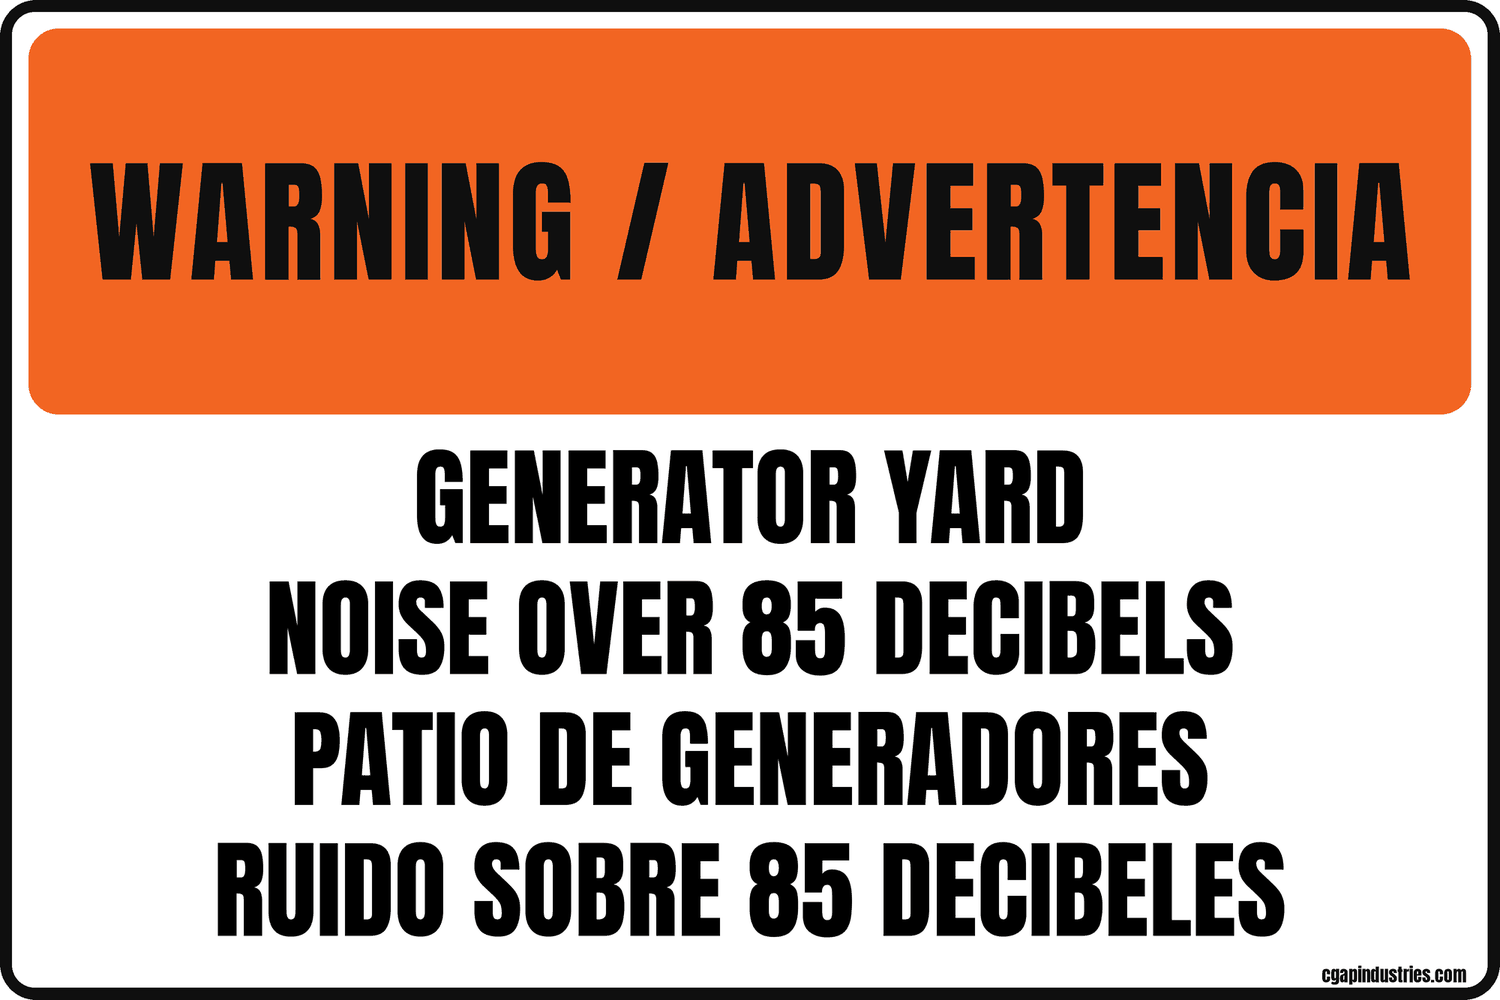 WARNING / ADVERTENCIA
GENERATOR YARD
NOISE OVER 85 DECIBELS
PATIO DE GENERADORES
RUIDO SOBRE 85 DECIBELES
cgapindustries.com